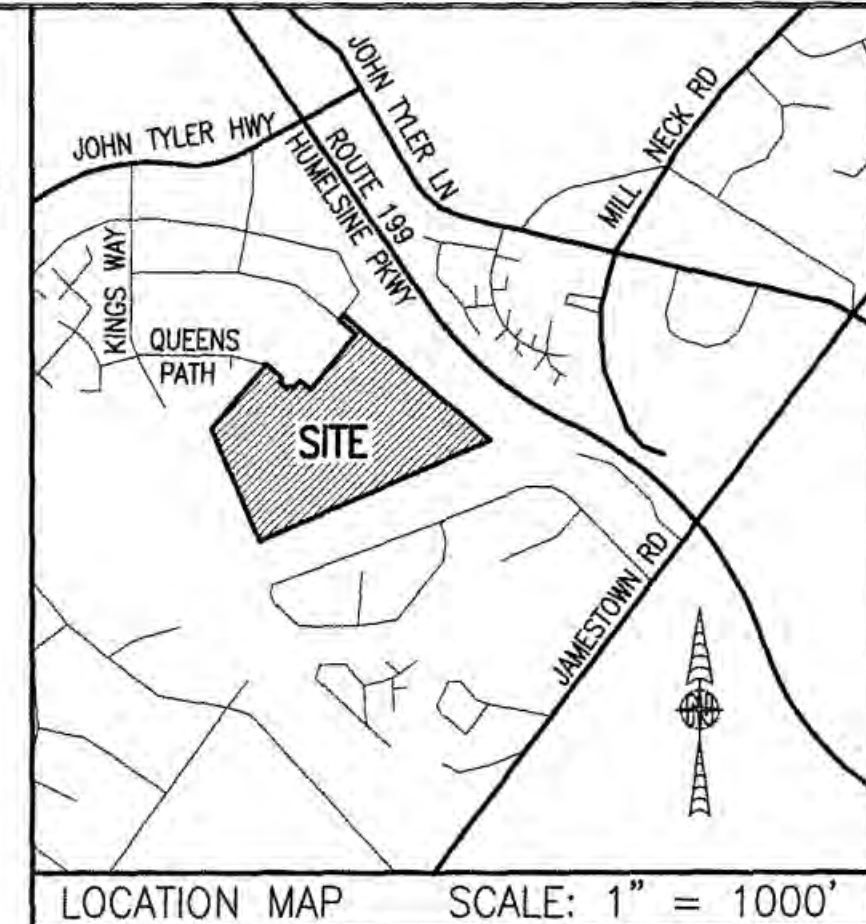 JOHN TYLER HWY
JOHN TYLER LN
ROUTE 199
HUMELSINE PKWY
MILL NECK RD
KINGS WAY
QUEENS
PATH
SITE
JAMESTOWN RD
LOCATION MAP SCALE: 1" = 1000'